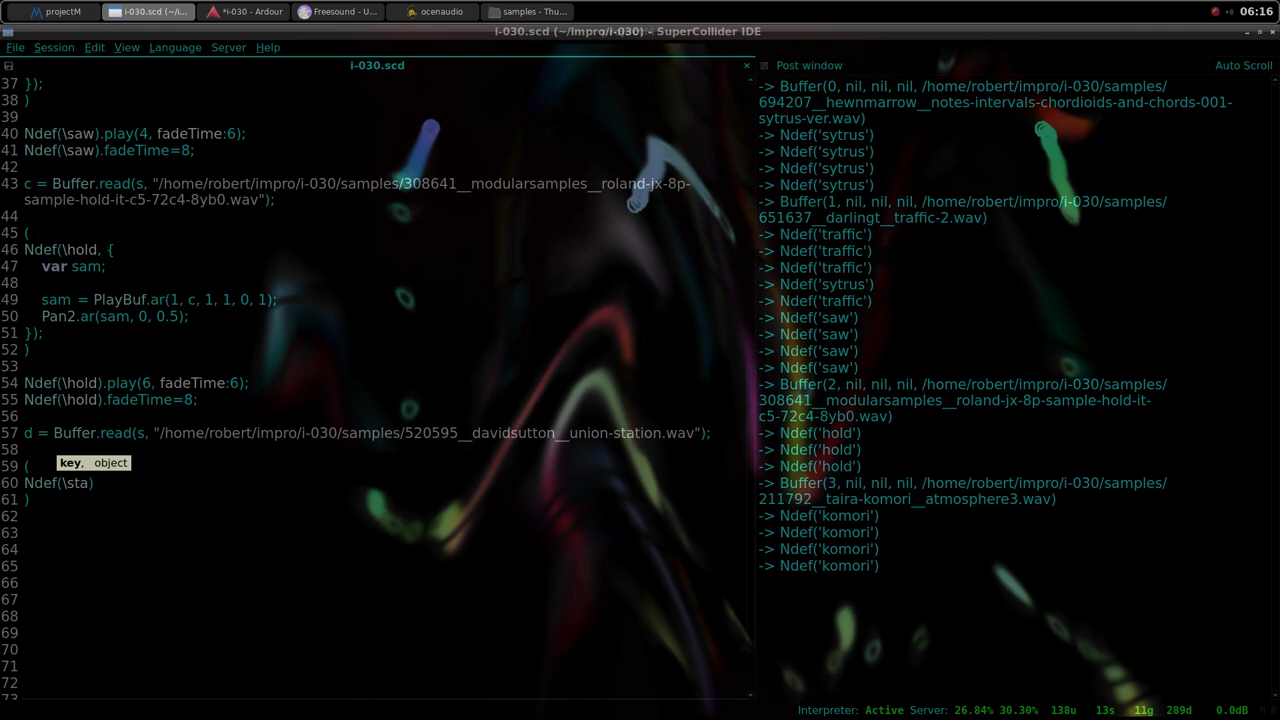 projectM
i-030.scd (~/i...
*i-030 - Ardour
Freesound - U...
ocenaudio
samples - Thu...
06:16
i-030.scd (~/impro/i-030) - SuperCollider IDE
File Session Edit View Language Server Help
i-030.scd
Post window
Auto Scroll
37 });
38 )
39
40 Ndef(\saw).play(4, fadeTime:6);
41 Ndef(\saw).fadeTime=8;
42
43 c = Buffer.read(s, "/home/robert/impro/i-030/samples/308641__modularsamples__roland-jx-8p-
sample-hold-it-c5-72c4-8yb0.wav");
44
45 (
46 Ndef(\hold, {
47 var sam;
48
49 sam = PlayBuf.ar(1, c, 1, 1, 0, 1);
50 Pan2.ar(sam, 0, 0.5);
51 });
52 )
53
54 Ndef(\hold).play(6, fadeTime:6);
55 Ndef(\hold).fadeTime=8;
56
57 d = Buffer.read(s, "/home/robert/impro/i-030/samples/520595__davidsutton__union-station.wav");
58
key, object
59 (
60 Ndef(\sta)
61 )
62
63
64
65
66
67
68
69
70
71
72
73
-> Buffer(0, nil, nil, nil, /home/robert/impro/i-030/samples/
694207__hewnmarrow__notes-intervals-chordioids-and-chords-001-
sytrus-ver.wav)
-> Ndef('sytrus')
-> Ndef('sytrus')
-> Ndef('sytrus')
-> Ndef('sytrus')
-> Buffer(1, nil, nil, nil, /home/robert/impro/i-030/samples/
651637__darlingt__traffic-2.wav)
-> Ndef('traffic')
-> Ndef('traffic')
-> Ndef('traffic')
-> Ndef('sytrus')
-> Ndef('traffic')
-> Ndef('saw')
-> Ndef('saw')
-> Ndef('saw')
-> Ndef('saw')
-> Buffer(2, nil, nil, nil, /home/robert/impro/i-030/samples/
308641__modularsamples__roland-jx-8p-sample-hold-it-
c5-72c4-8yb0.wav)
-> Ndef('hold')
-> Ndef('hold')
-> Ndef('hold')
-> Buffer(3, nil, nil, nil, /home/robert/impro/i-030/samples/
211792__taira-komori__atmosphere3.wav)
-> Ndef('komori')
-> Ndef('komori')
-> Ndef('komori')
-> Ndef('komori')
Interpreter: Active Server: 26.84% 30.30% 138u 13s 11g 289d 0.0dB M R